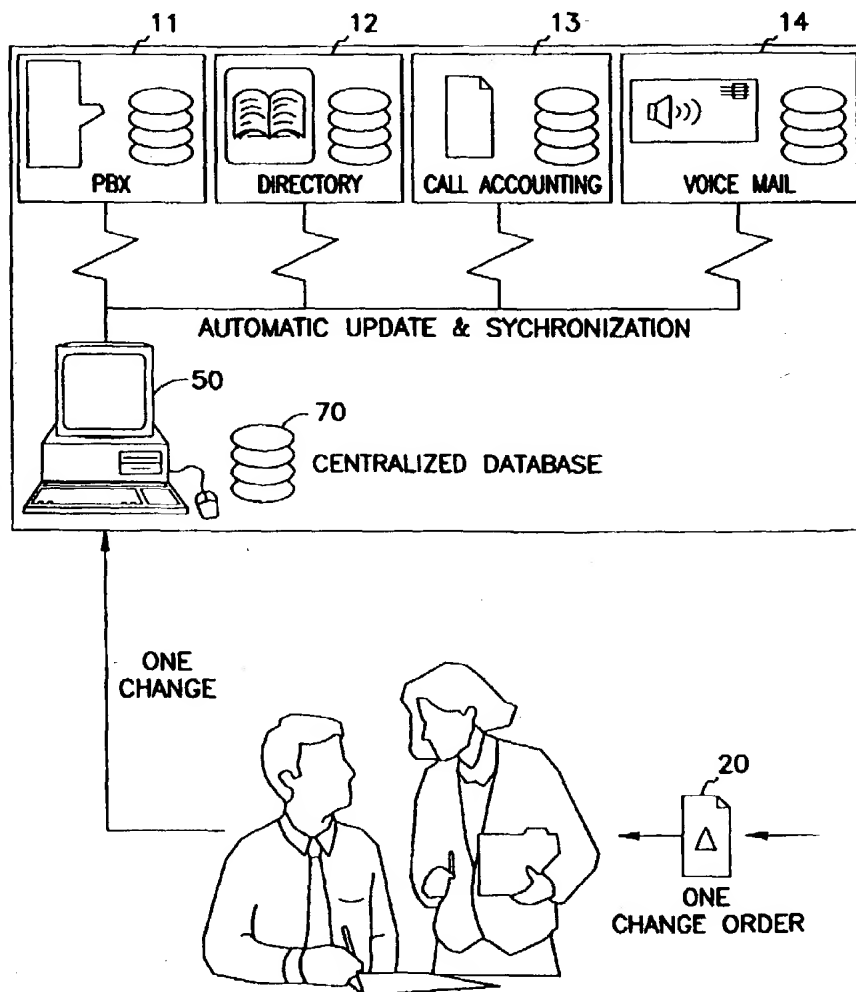 11
12
13
14
PBX
DIRECTORY
CALL ACCOUNTING
VOICE MAIL
AUTOMATIC UPDATE & SYCHRONIZATION
50
70
CENTRALIZED DATABASE
ONE
CHANGE
20
ONE
CHANGE ORDER